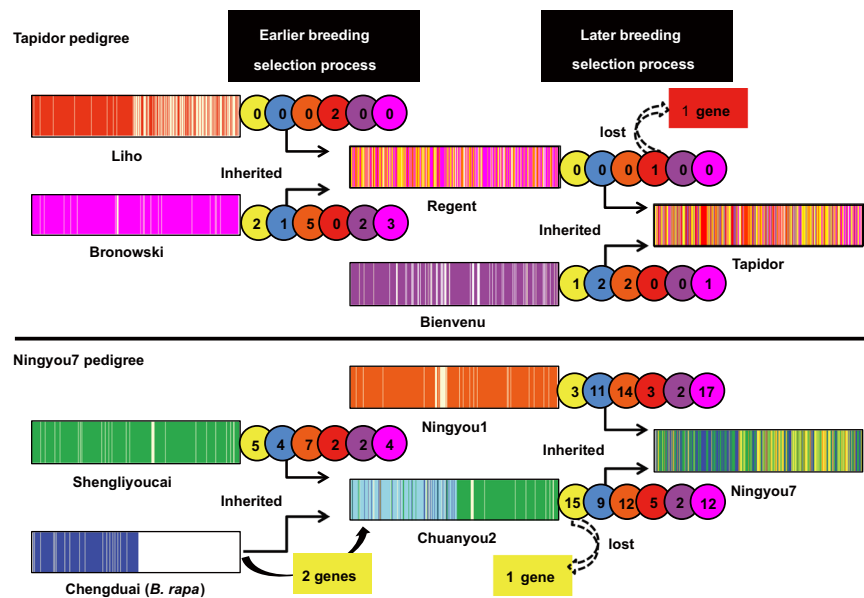 Tapidor pedigree
Earlier breeding
selection process
Later breeding
selection process
1 gene
lost
0 0 0 2 0 0
Liho
Inherited
0 0 0 1 0 0
Regent
2 1 5 0 2 3
Bronowski
Inherited
Tapidor
1 2 2 0 0 1
Bienvenu
Ningyou7 pedigree
3 11 14 3 2 17
Ningyou1
5 4 7 2 2 4
Shengliyoucai
Inherited
Ningyou7
Inherited
15 9 12 5 2 12
Chuanyou2
lost
2 genes
1 gene
Chengduai (B. rapa)